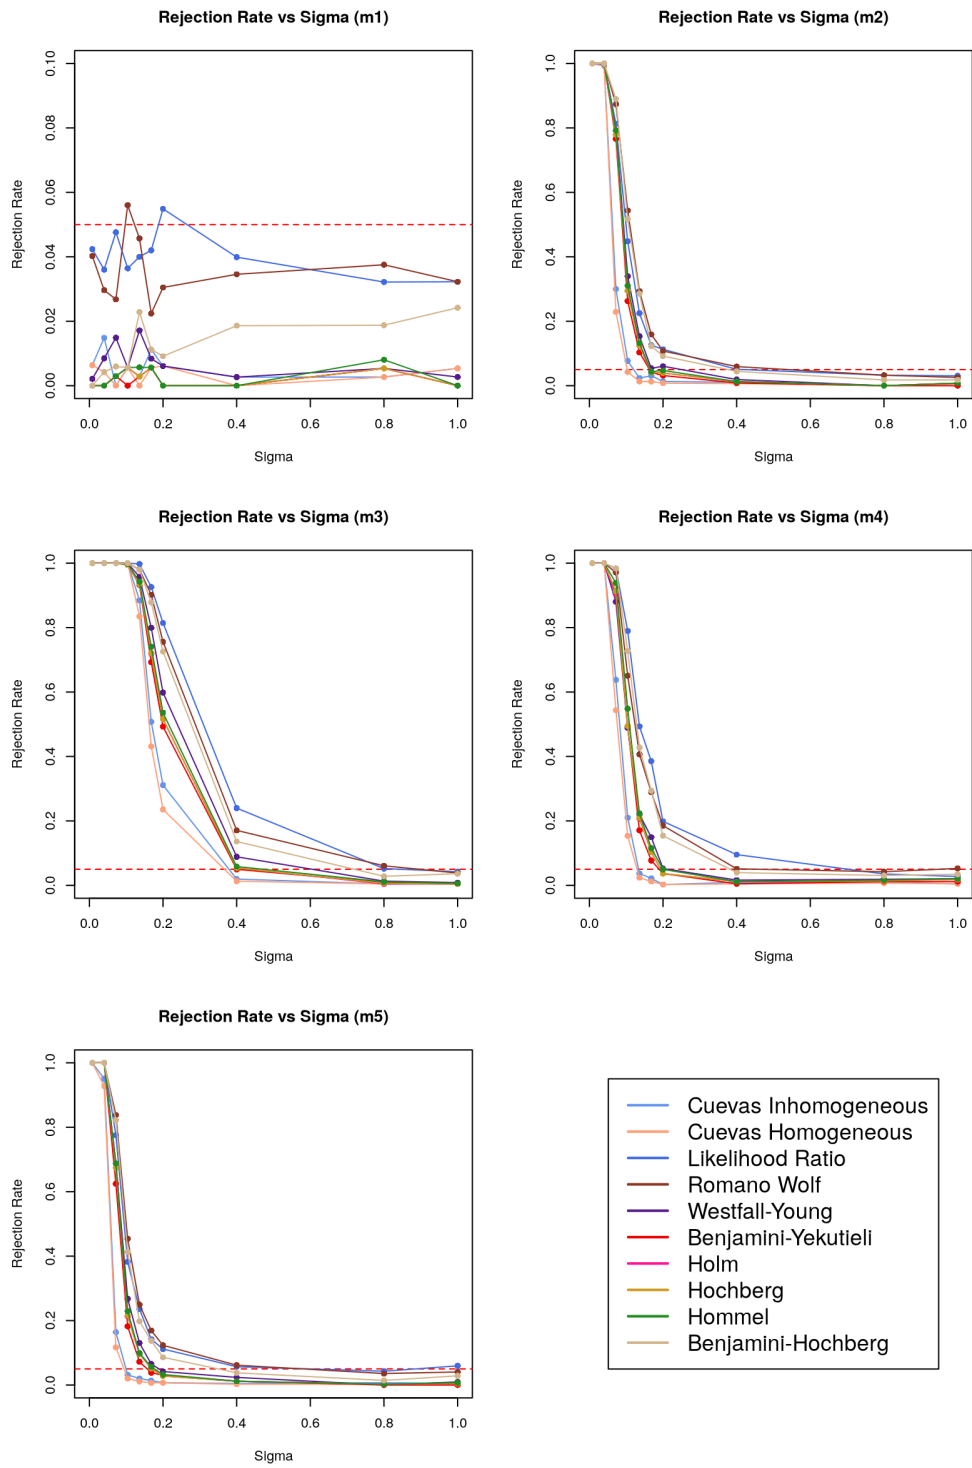 Rejection Rate vs Sigma (m1)
Rejection Rate
0.00 0.02 0.04 0.06 0.08 0.10
0.0 0.2 0.4 0.6 0.8 1.0
Sigma
Rejection Rate vs Sigma (m2)
Rejection Rate
0.0 0.2 0.4 0.6 0.8 1.0
0.0 0.2 0.4 0.6 0.8 1.0
Sigma
Rejection Rate vs Sigma (m3)
Rejection Rate
0.0 0.2 0.4 0.6 0.8 1.0
0.0 0.2 0.4 0.6 0.8 1.0
Sigma
Rejection Rate vs Sigma (m4)
Rejection Rate
0.0 0.2 0.4 0.6 0.8 1.0
0.0 0.2 0.4 0.6 0.8 1.0
Sigma
Rejection Rate vs Sigma (m5)
Rejection Rate
0.0 0.2 0.4 0.6 0.8 1.0
0.0 0.2 0.4 0.6 0.8 1.0
Sigma
Cuevas Inhomogeneous
Cuevas Homogeneous
Likelihood Ratio
Romano Wolf
Westfall-Young
Benjamini-Yekutieli
Holm
Hochberg
Hommel
Benjamini-Hochberg